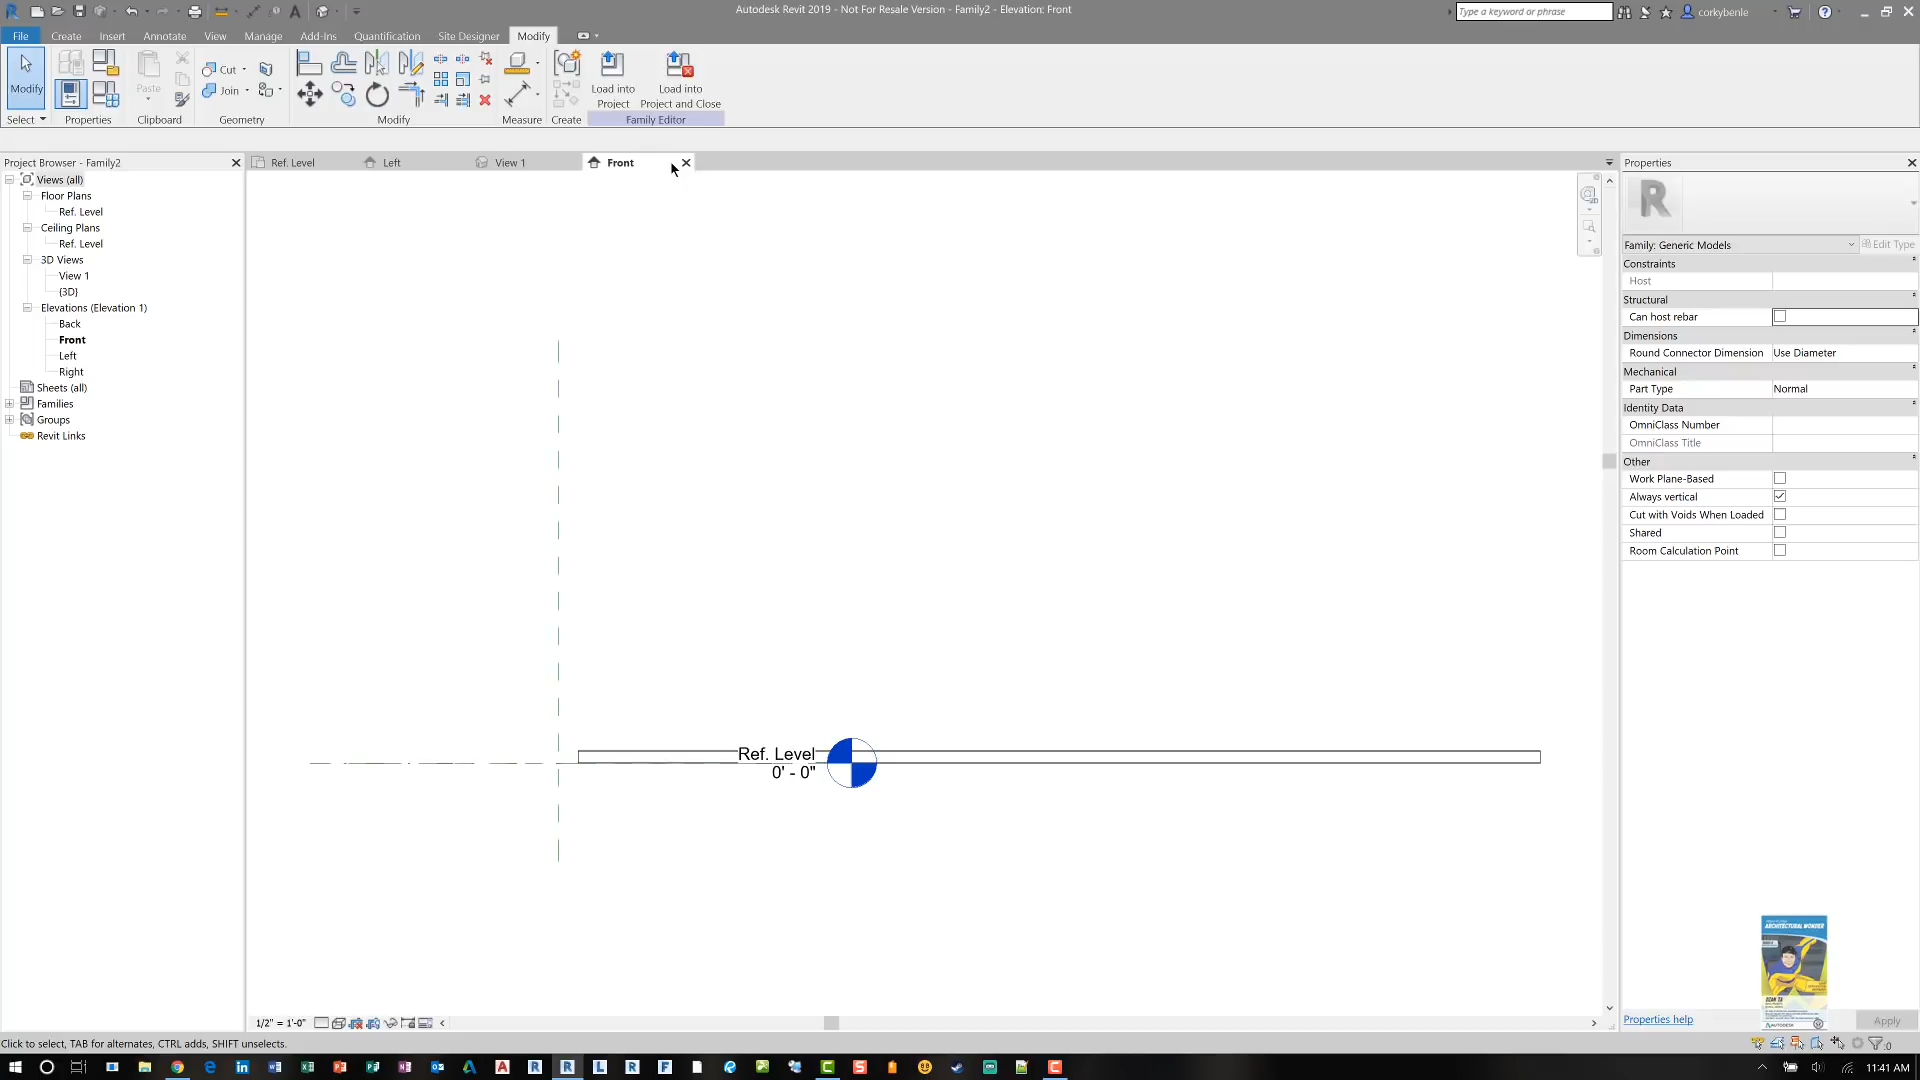 Autodesk Revit 2019 - Not For Resale Version - Family2 - Elevation: Front
Type a keyword or phrase
corkybenle
File Create Insert Annotate View Manage Add-Ins Quantification Site Designer Modify
Modify
Paste
Cut
Join
Load into Project
Load into Project and Close
Select Properties Clipboard Geometry Modify Measure Create Family Editor
Project Browser - Family2
Views (all)
Floor Plans
Ref. Level
Ceiling Plans
Ref. Level
3D Views
View 1
{3D}
Elevations (Elevation 1)
Back
Front
Left
Right
Sheets (all)
Families
Groups
Revit Links
Ref. Level
Left
View 1
Front
Ref. Level
0' - 0"
Properties
Family: Generic Models
Edit Type
Constraints
Host
Structural
Can host rebar
Dimensions
Round Connector Dimension Use Diameter
Mechanical
Part Type Normal
Identity Data
OmniClass Number
OmniClass Title
Other
Work Plane-Based
Always vertical
Cut with Voids When Loaded
Shared
Room Calculation Point
ARCHITECTURAL WONDER
AUTODESK
Properties help
Apply
1/2" = 1'-0"
Click to select, TAB for alternates, CTRL adds, SHIFT unselects.
:0
11:41 AM